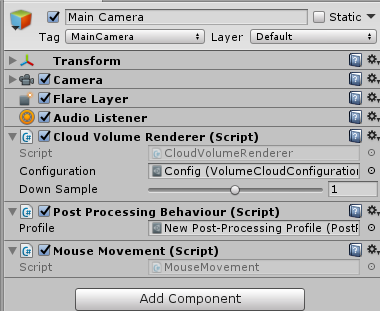 Main Camera Static
Tag MainCamera Layer Default
Transform
Camera
Flare Layer
Audio Listener
Cloud Volume Renderer (Script)
Script CloudVolumeRenderer
Configuration Config (VolumeCloudConfiguration
Down Sample 1
Post Processing Behaviour (Script)
Profile New Post-Processing Profile (PostP
Mouse Movement (Script)
Script MouseMovement
Add Component